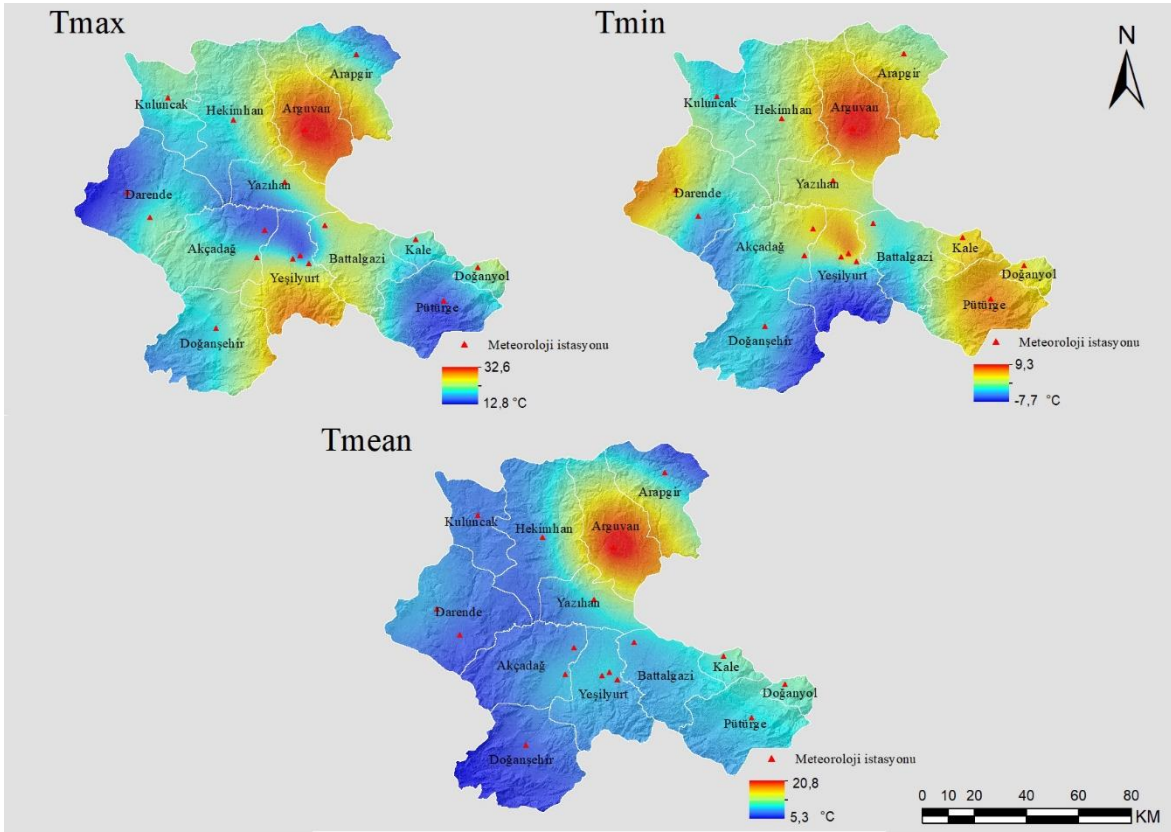 Tmax
Arapgir
Kuluncak
Hekimhan
Arguvan
Darende
Yazıhan
Akçadağ
Battalgazi
Kale
Yeşilyurt
Doğanyol
Pütürge
Doğanşehir
Meteoroloji istasyonu
32,6
12,8 °C
Tmin
N
Arapgir
Kuluncak
Hekimhan
Arguvan
Darende
Yazıhan
Akçadağ
Battalgazi
Kale
Yeşilyurt
Doğanyol
Pütürge
Doğanşehir
Meteoroloji istasyonu
9,3
-7,7 °C
Tmean
Arapgir
Kuluncak
Hekimhan
Arguvan
Darende
Yazıhan
Akçadağ
Battalgazi
Kale
Yeşilyurt
Doğanyol
Pütürge
Doğanşehir
Meteoroloji istasyonu
20,8
5,3 °C
0 10 20 40 60 80
KM